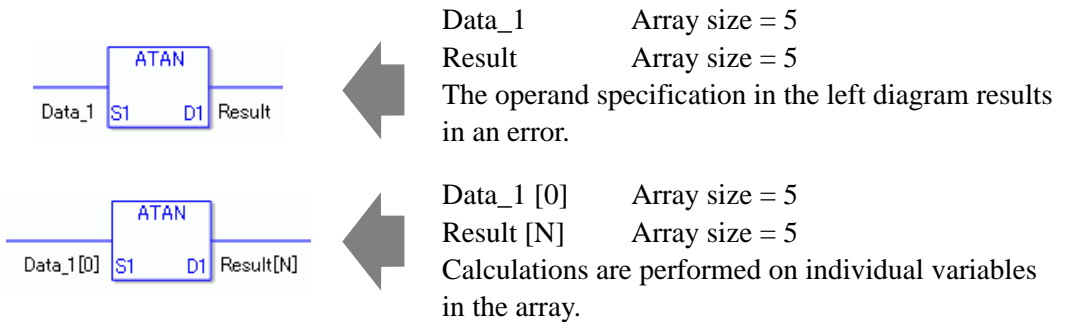 ATAN
Data_1 S1 D1 Result
Data_1 Array size = 5
Result Array size = 5
The operand specification in the left diagram results
in an error.
ATAN
Data_1[0] S1 D1 Result[N]
Data_1 [0] Array size = 5
Result [N] Array size = 5
Calculations are performed on individual variables
in the array.